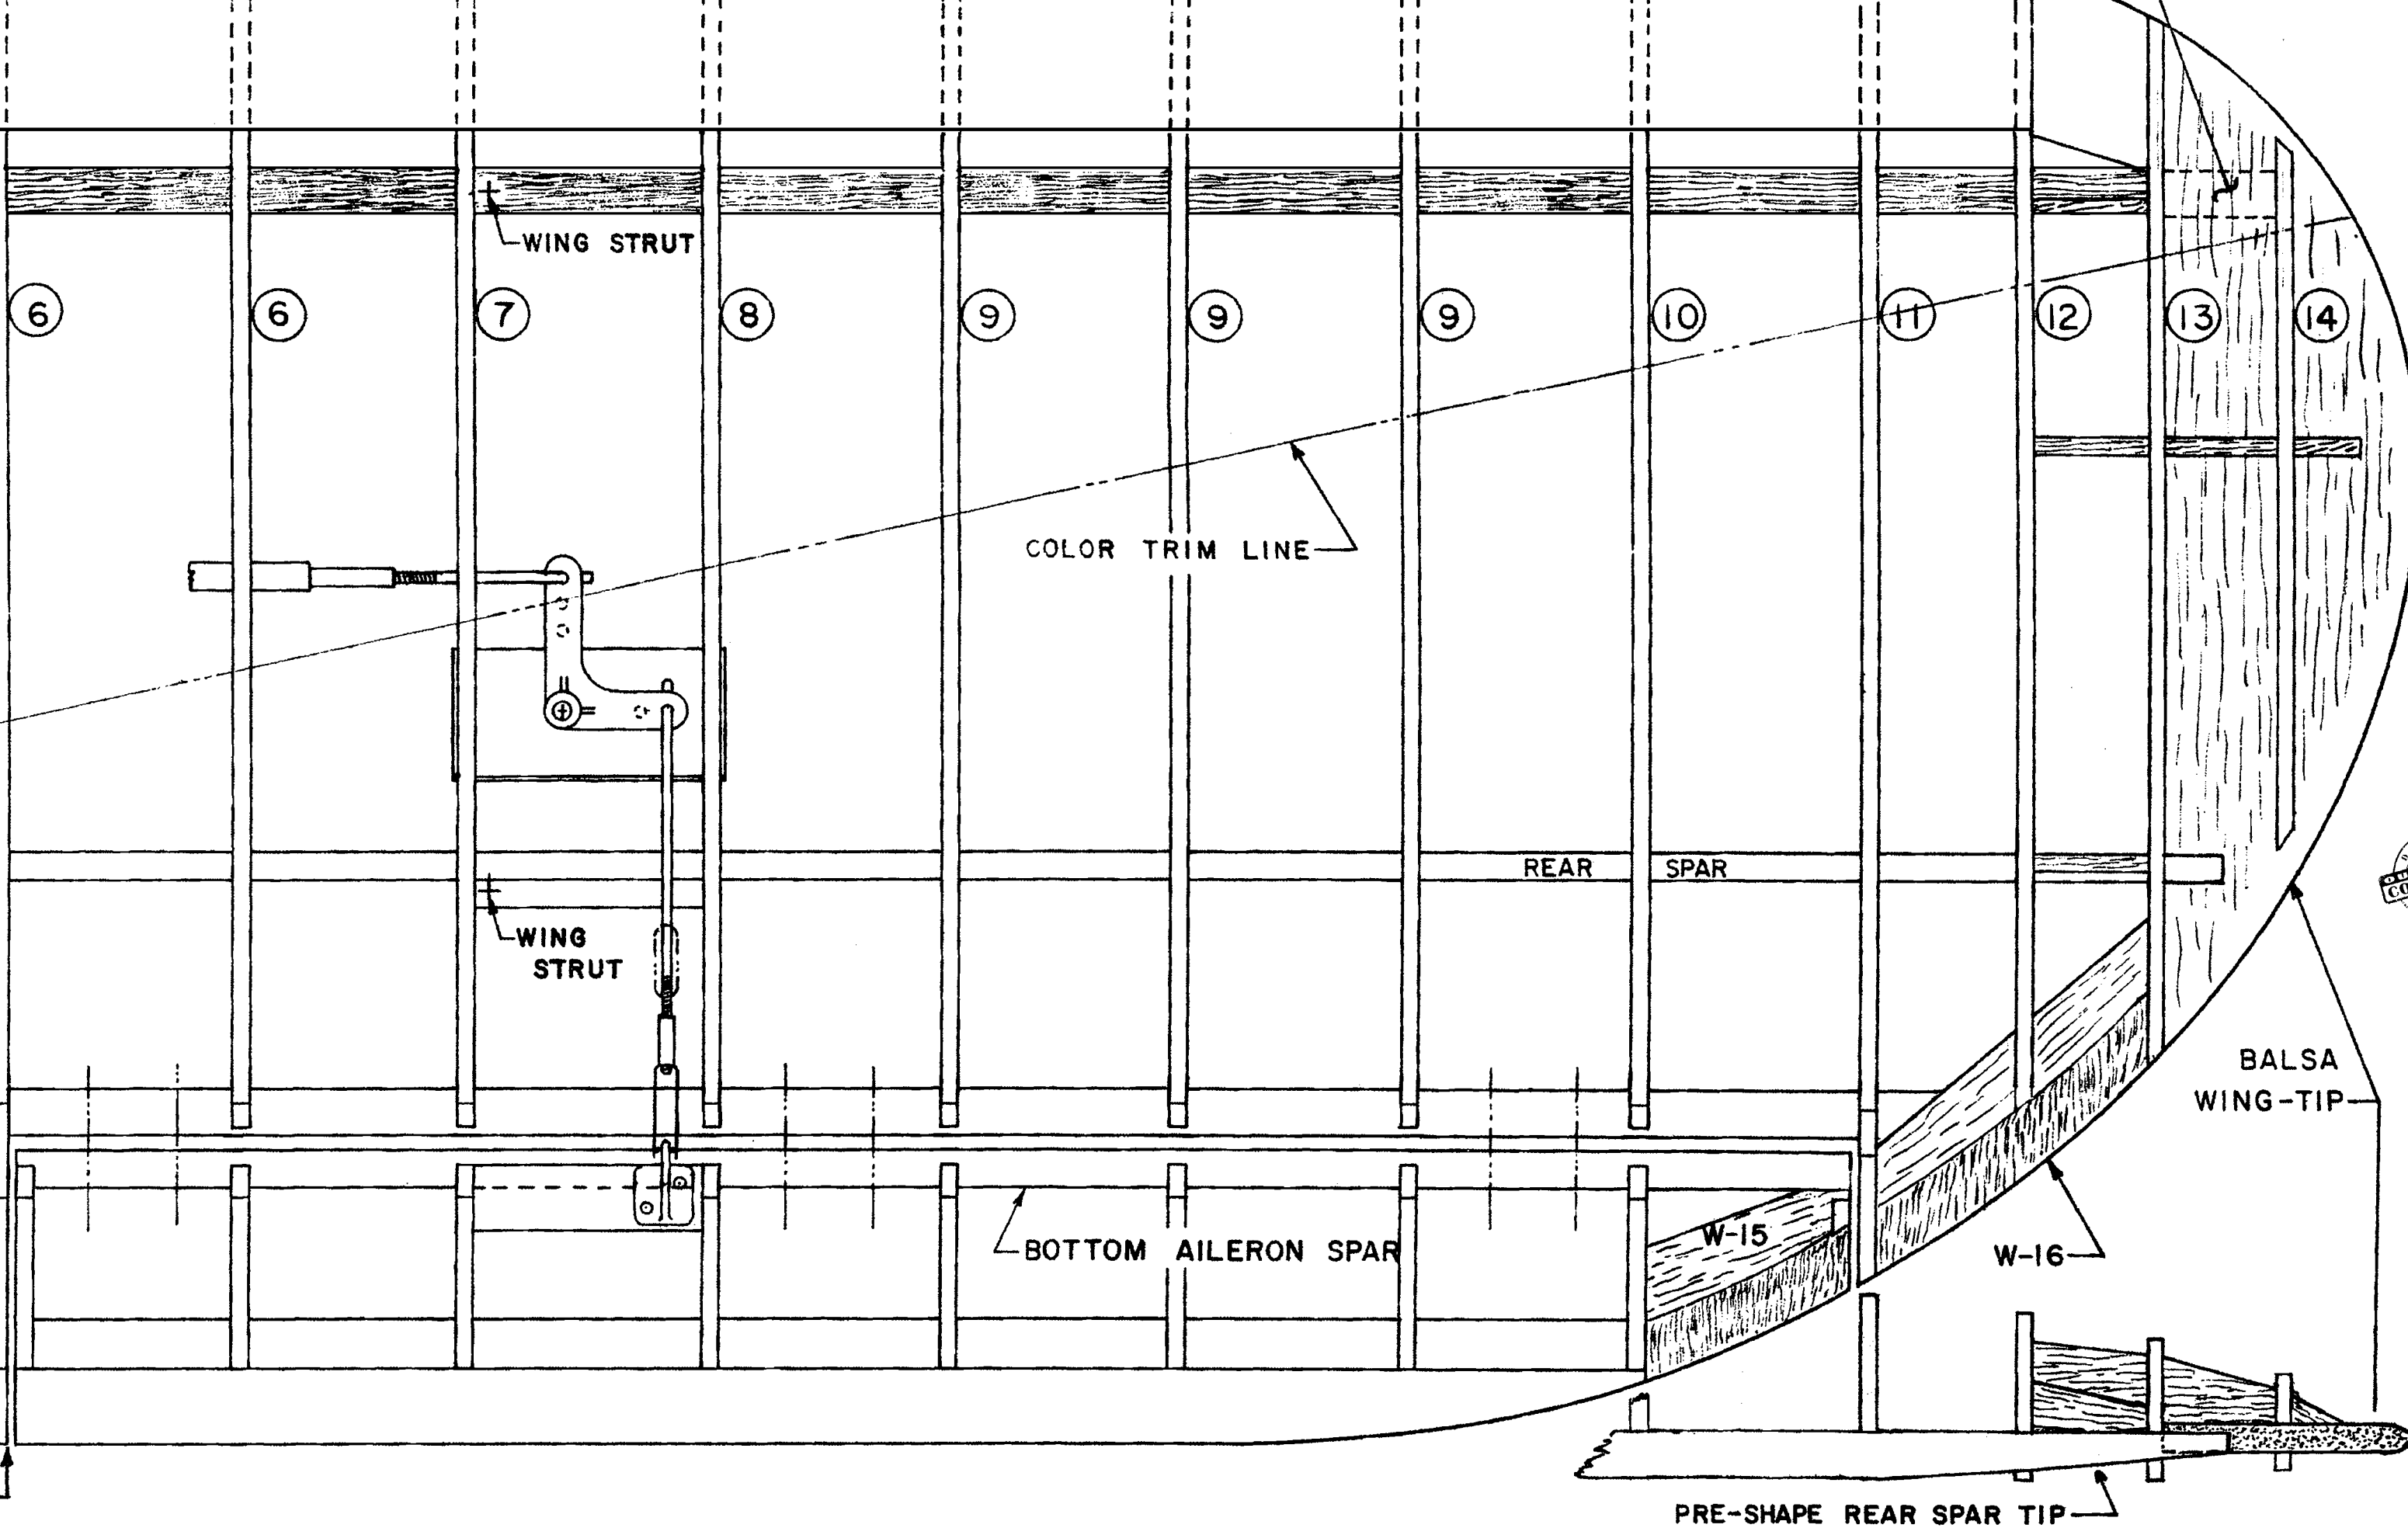 WING STRUT
6
6
7
8
9
9
9
10
11
12
13
14
COLOR TRIM LINE
REAR SPAR
WING
STRUT
BALSA
WING-TIP
W-15
BOTTOM AILERON SPAR
W-16
PRE-SHAPE REAR SPAR TIP